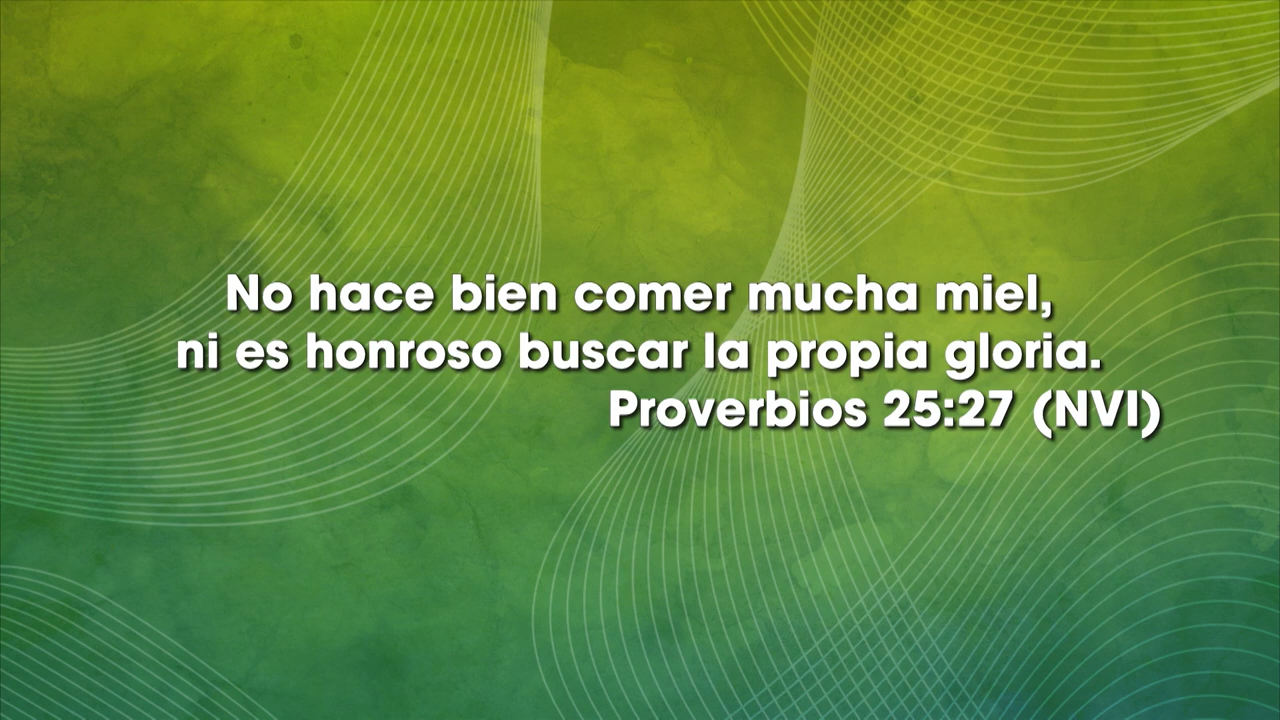 No hace bien comer mucha miel,
ni es honroso buscar la propia gloria.
Proverbios 25:27 (NVI)